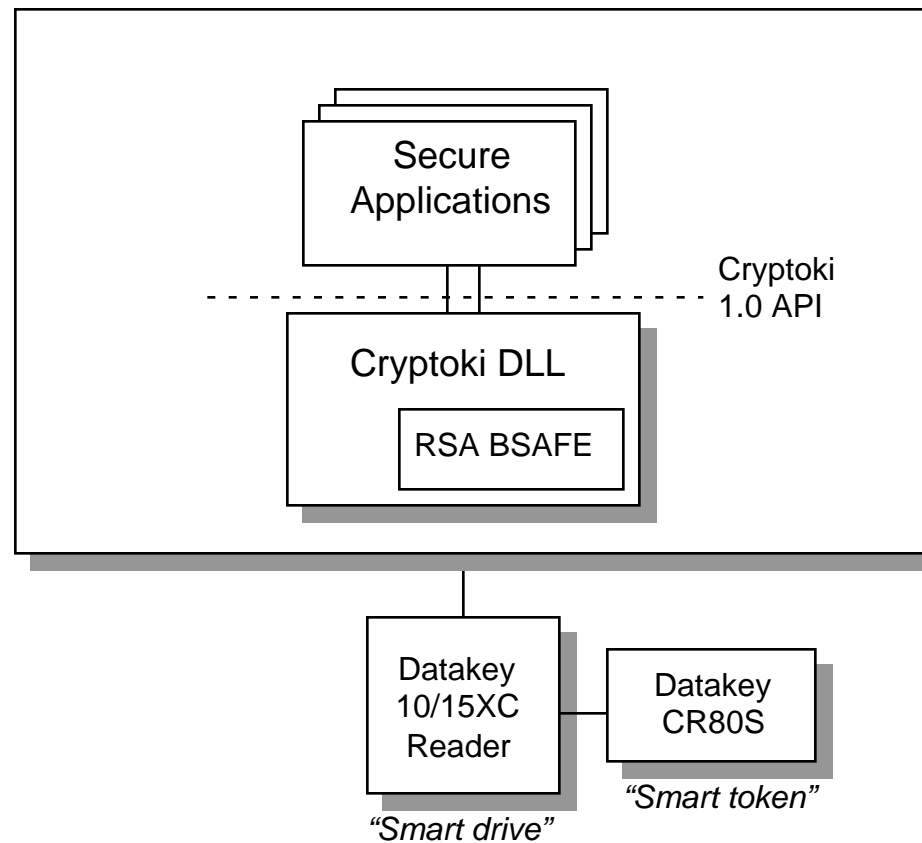 Secure
Applications
Cryptoki
1.0 API
Cryptoki DLL
RSA BSAFE
Datakey
10/15XC
Reader
Datakey
CR80S
“Smart token”
“Smart drive”